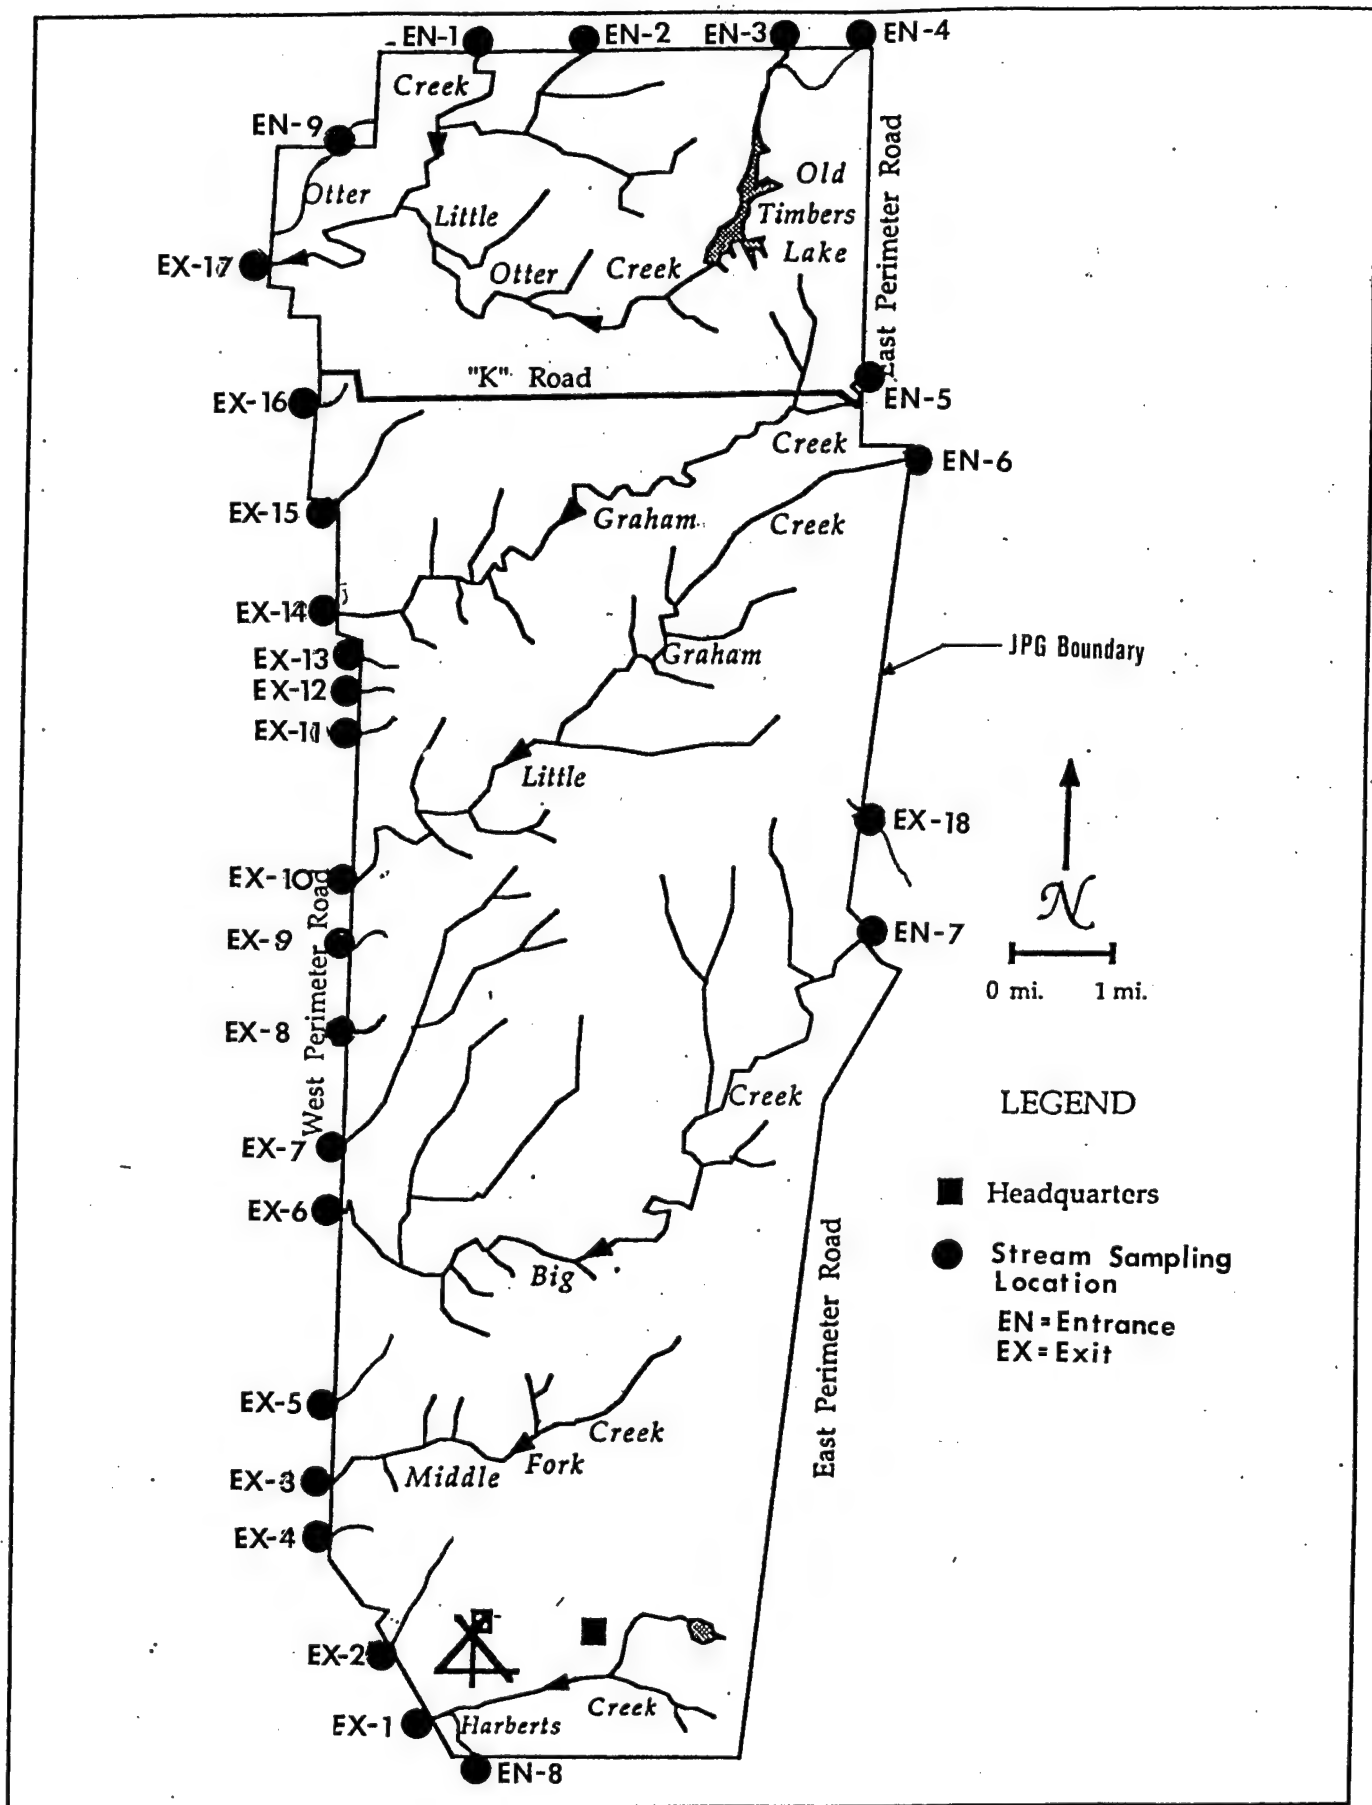 EN-1
EN-2
EN-3
EN-4
Creek
EN-9
Otter
Little
Old
Timbers
Lake
East Perimeter Road
EX-17
Otter
Creek
"K" Road
EX-16
EN-5
Creek
EN-6
EX-15
Graham
Creek
EX-14
EX-13
Graham
JPG Boundary
EX-12
EX-11
Little
EX-18
EX-10
West Perimeter Road
EX-9
EN-7
N
0 mi.
1 mi.
EX-8
Creek
LEGEND
EX-7
Headquarters
EX-6
Stream Sampling
Location
EN=Entrance
EX=Exit
Big
East Perimeter Road
EX-5
Creek
Fork
Middle
EX-3
EX-4
EX-2
Creek
Harberts
EX-1
EN-8